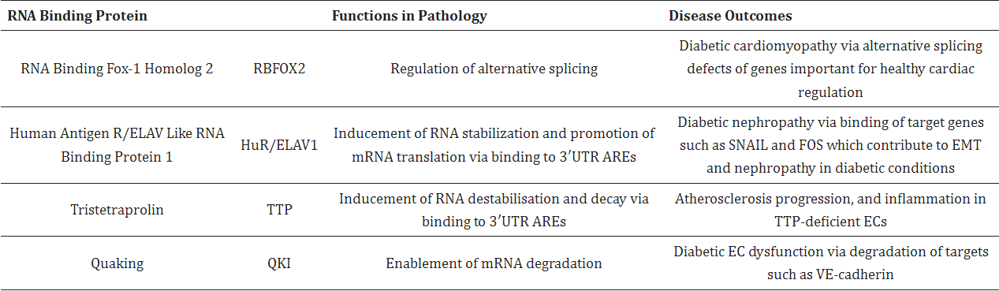 RNA Binding Protein Functions in Pathology Disease Outcomes
RNA Binding Fox-1 Homolog 2 RBFOX2 Regulation of alternative splicing
Diabetic cardiomyopathy via alternative splicing
defects of genes important for healthy cardiac
regulation
Human Antigen R/ELAV Like RNA
Binding Protein 1
HuR/ELAV1
Inducement of RNA stabilization and promotion of
mRNA translation via binding to 3′UTR AREs
Diabetic nephropathy via binding of target genes
such as SNAIL and FOS which contribute to EMT
and nephropathy in diabetic conditions
Tristetraprolin
TTP
Inducement of RNA destabilisation and decay via
binding to 3′UTR AREs
Atherosclerosis progression, and inflammation in
TTP-deficient ECs
Quaking
QKI
Enablement of mRNA degradation
Diabetic EC dysfunction via degradation of targets
such as VE-cadherin